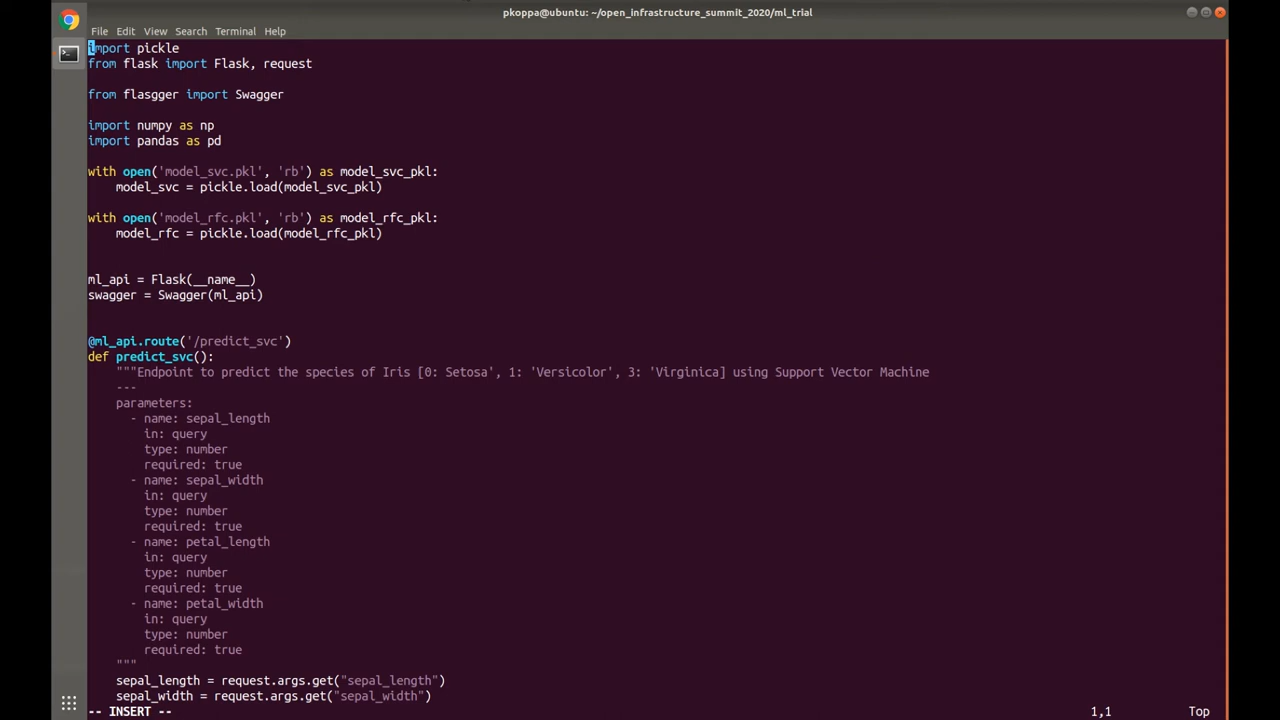 pkoppa@ubuntu: ~/open_infrastructure_summit_2020/ml_trial
File Edit View Search Terminal Help
import pickle
from flask import Flask, request
from flasgger import Swagger
import numpy as np
import pandas as pd
with open('model_svc.pkl', 'rb') as model_svc_pkl:
    model_svc = pickle.load(model_svc_pkl)
with open('model_rfc.pkl', 'rb') as model_rfc_pkl:
    model_rfc = pickle.load(model_rfc_pkl)
ml_api = Flask(__name__)
swagger = Swagger(ml_api)
@ml_api.route('/predict_svc')
def predict_svc():
    """Endpoint to predict the species of Iris [0: Setosa', 1: 'Versicolor', 3: 'Virginica] using Support Vector Machine
    ---
    parameters:
      - name: sepal_length
        in: query
        type: number
        required: true
      - name: sepal_width
        in: query
        type: number
        required: true
      - name: petal_length
        in: query
        type: number
        required: true
      - name: petal_width
        in: query
        type: number
        required: true
    """
    sepal_length = request.args.get("sepal_length")
    sepal_width = request.args.get("sepal_width")
-- INSERT -- 1,1 Top